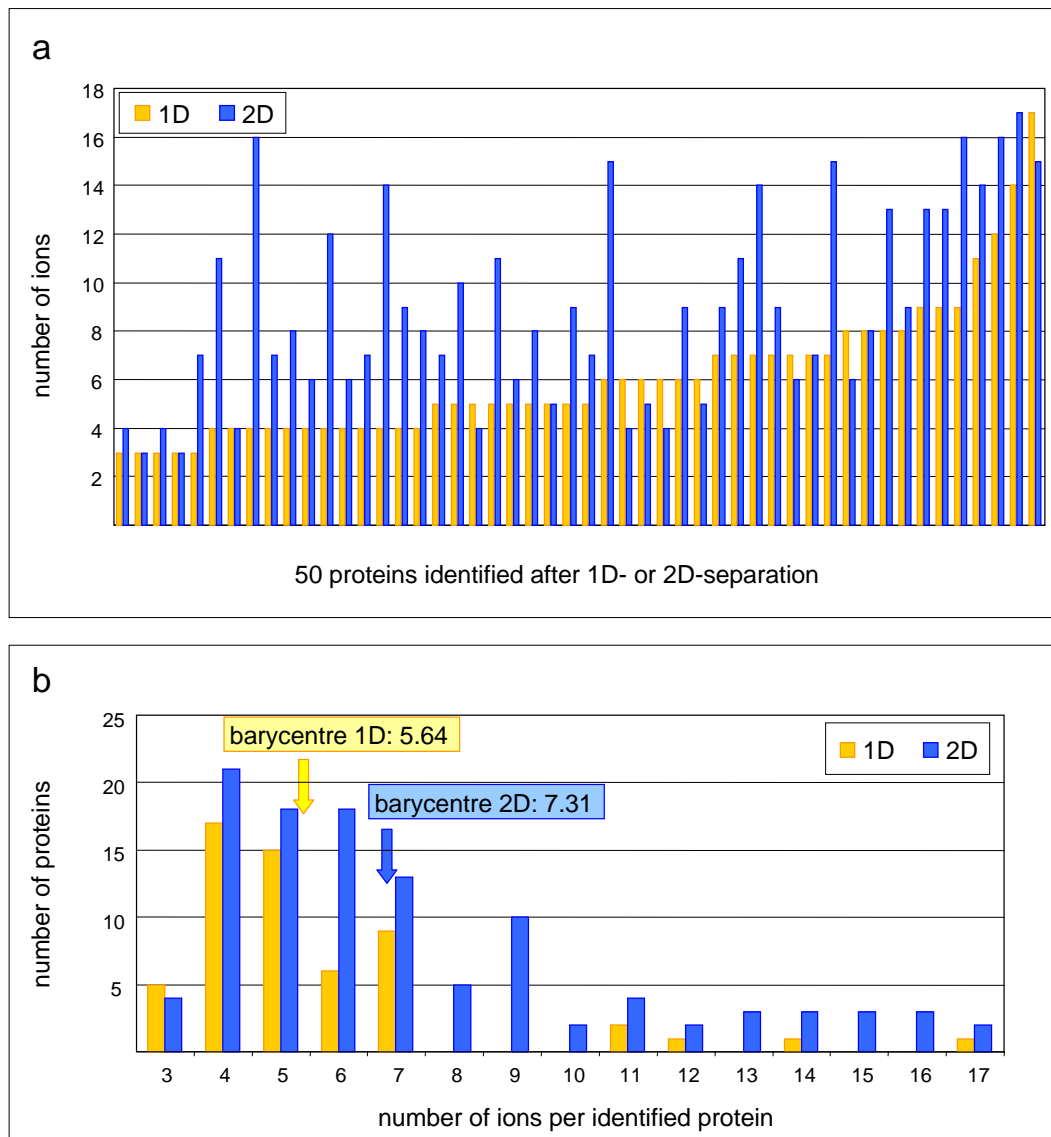 a
18
16
14
12
10
8
6
4
2
1D 2D
number of ions
50 proteins identified after 1D- or 2D-separation
b
25
20
15
10
5
barycentre 1D: 5.64
barycentre 2D: 7.31
1D 2D
number of proteins
3 4 5 6 7 8 9 10 11 12 13 14 15 16 17
number of ions per identified protein